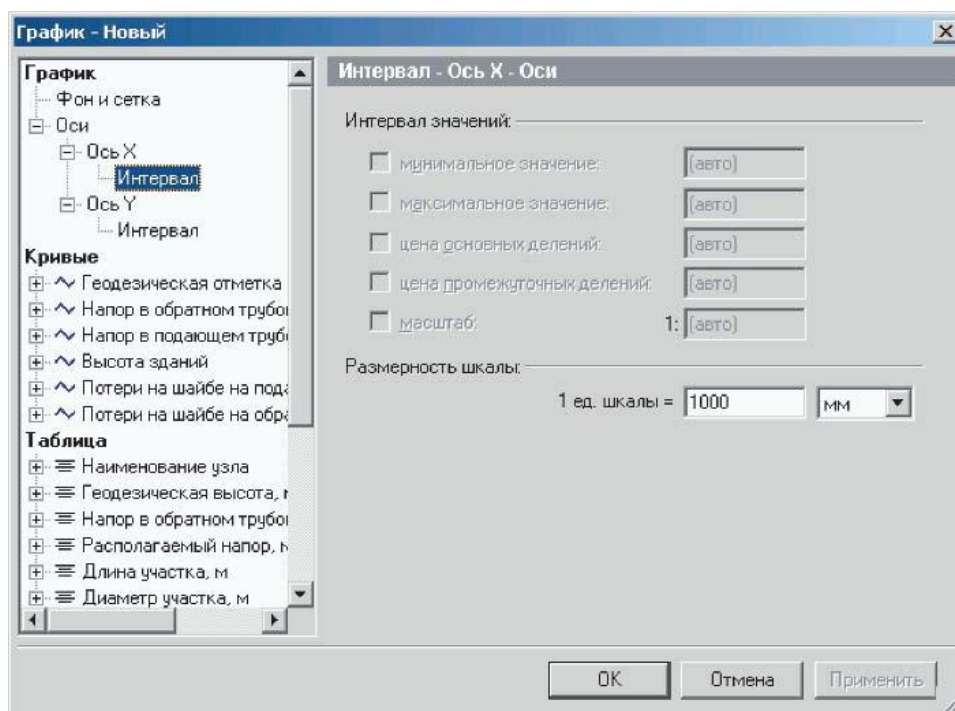 График - Новый
График
Фон и сетка
Оси
Ось X
Интервал
Ось Y
Интервал
Кривые
Геодезическая отметка
Напор в обратном трубо
Напор в подающем труб
Высота зданий
Потери на шайбе на под
Потери на шайбе на обр
Таблица
Наименование узла
Геодезическая высота,
Напор в обратном трубо
Располагаемый напор,
Длина участка, м
Диаметр участка, м
Интервал - Ось X - Оси
Интервал значений:
минимальное значение: (авто)
максимальное значение: (авто)
цена основных делений: (авто)
цена промежуточных делений: (авто)
масштаб: 1: (авто)
Размерность шкалы:
1 ед. шкалы = 1000 мм
ОК Отмена Применить